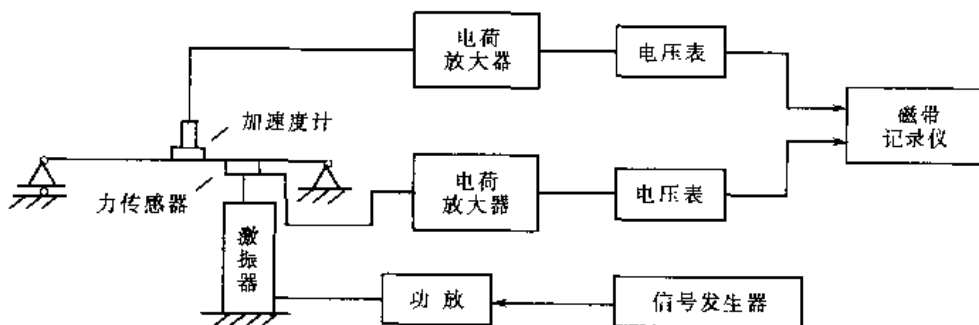 电荷
放大器
电压表
磁带
记录仪
加速度计
力传感器
电荷
放大器
电压表
激
振
器
功放
信号发生器